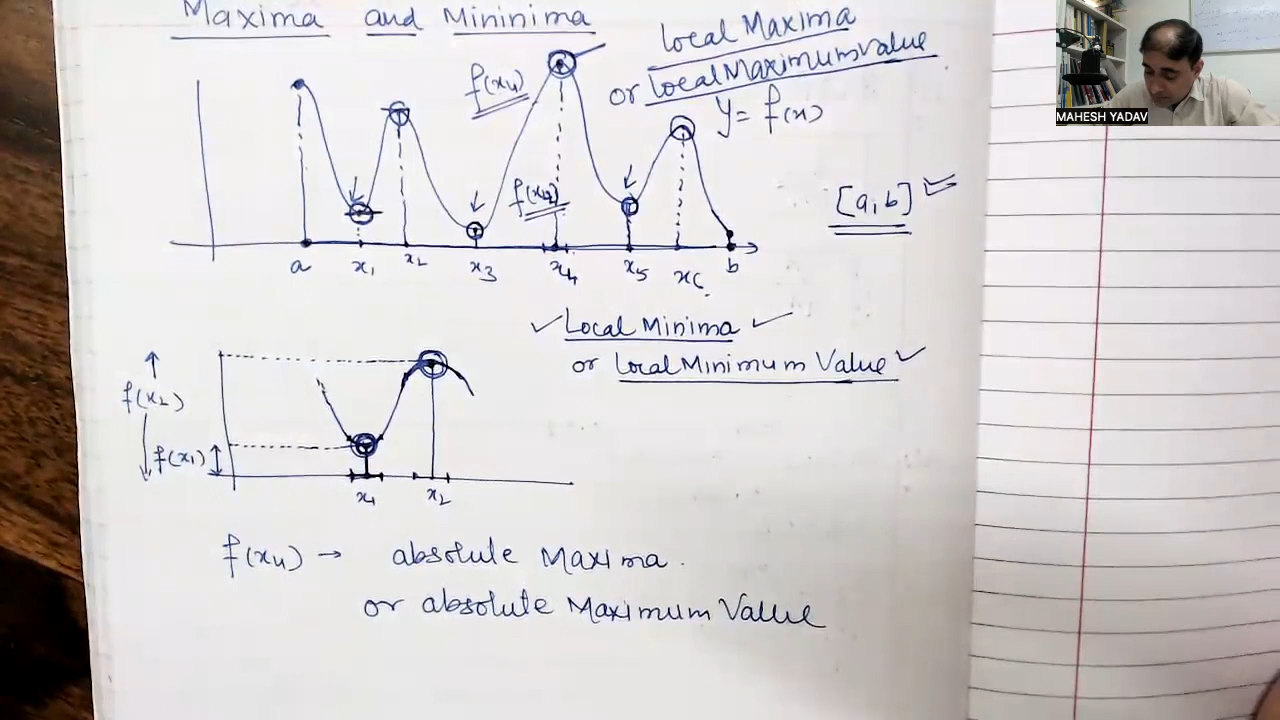 Maxima and Mininima
local Maxima
or local Maximum Value
f(x4)
y = f(x)
MAHESH YADAV
[a,b]
f(x4)
a x1 x2 x3 x4 x5 x6 b
Local Minima
or local Minimum Value
f(x2)
f(x1)
x1 x2
f(x4) → absolute Maxima.
or absolute Maximum Value